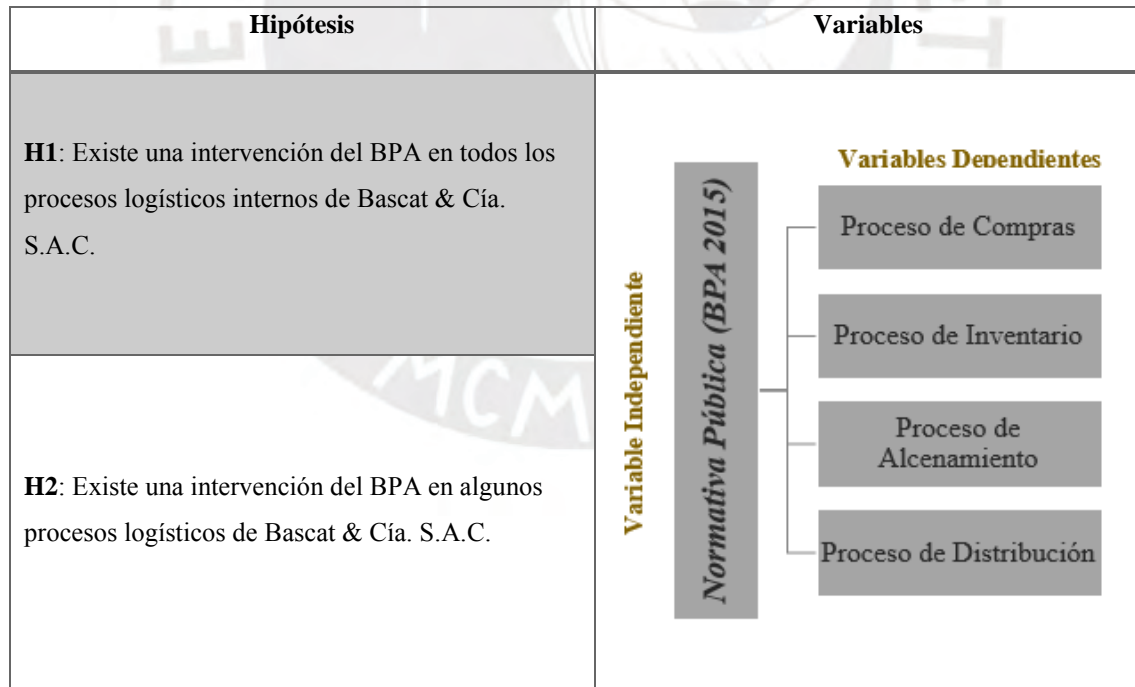 Hipótesis
Variables
H1: Existe una intervención del BPA en todos los
procesos logísticos internos de Bascat & Cía.
S.A.C.
H2: Existe una intervención del BPA en algunos
procesos logísticos de Bascat & Cía. S.A.C.
Variable Independiente
Normativa Pública (BPA 2015)
Variables Dependientes
Proceso de Compras
Proceso de Inventario
Proceso de
Alcenamiento
Proceso de Distribución
MCM